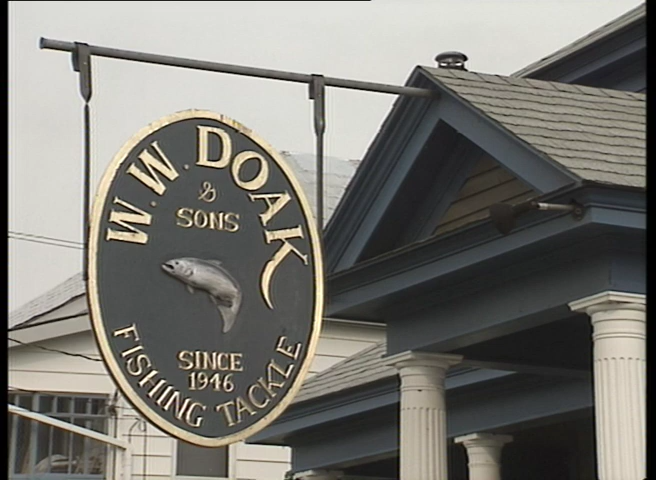 W. W. DOAK
& 
SONS
SINCE
1946
FISHING TACKLE